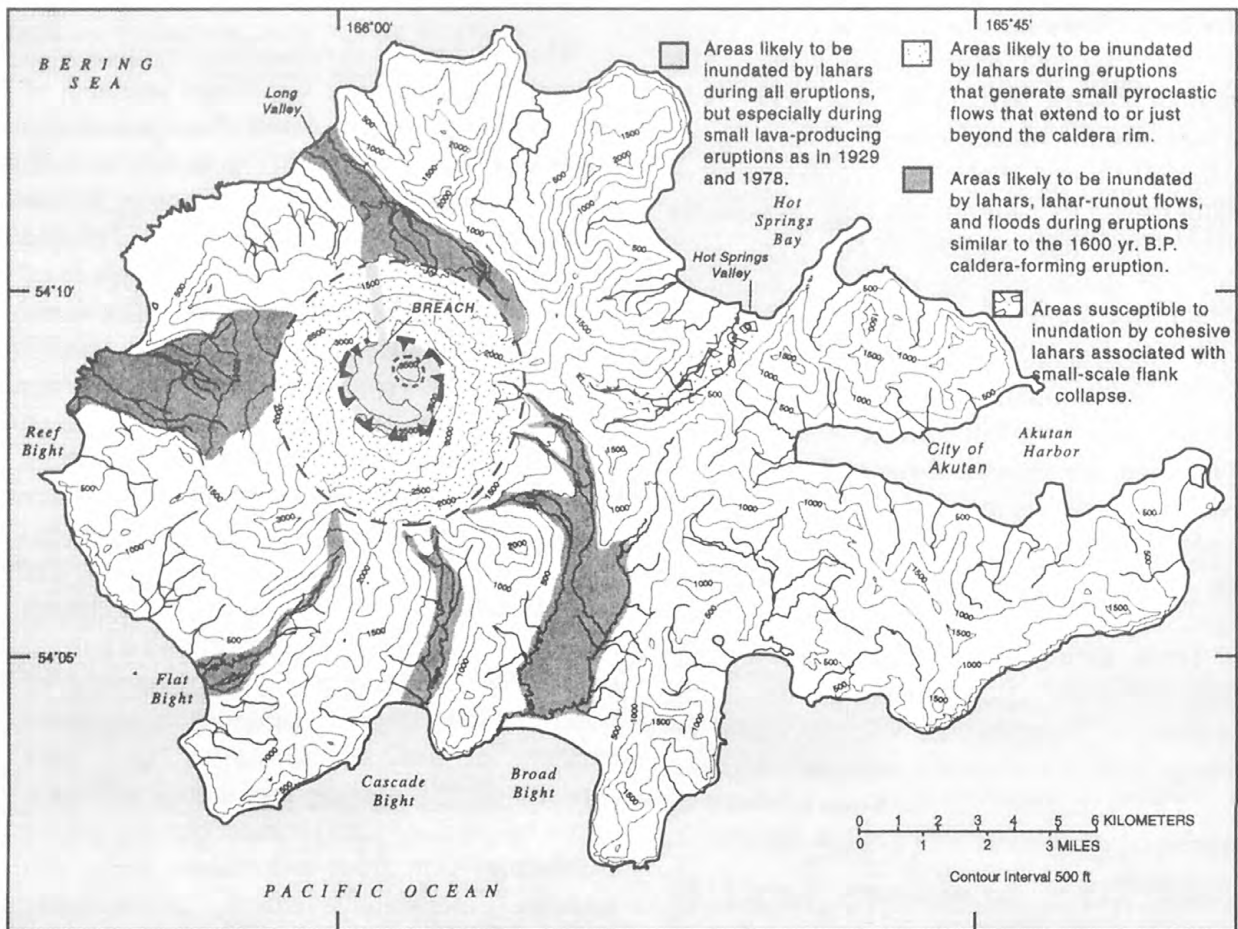 166°00'
165°45'
BERING
SEA
Long
Valley
Areas likely to be
inundated by lahars
during all eruptions,
but especially during
small lava-producing
eruptions as in 1929
and 1978.
Areas likely to be inundated
by lahars during eruptions
that generate small pyroclastic
flows that extend to or just
beyond the caldera rim.
Areas likely to be inundated
by lahars, lahar-runout flows,
and floods during eruptions
similar to the 1600 yr. B.P.
caldera-forming eruption.
Areas susceptible to
inundation by cohesive
lahars associated with
small-scale flank
collapse.
Hot
Springs
Bay
Hot Springs
Valley
54°10'
BREACH
Reef
Bight
City of
Akutan
Akutan
Harbor
54°05'
Flat
Bight
Cascade
Bight
Broad
Bight
PACIFIC OCEAN
0 1 2 3 4 5 6 KILOMETERS
0 1 2 3 MILES
Contour Interval 500 ft